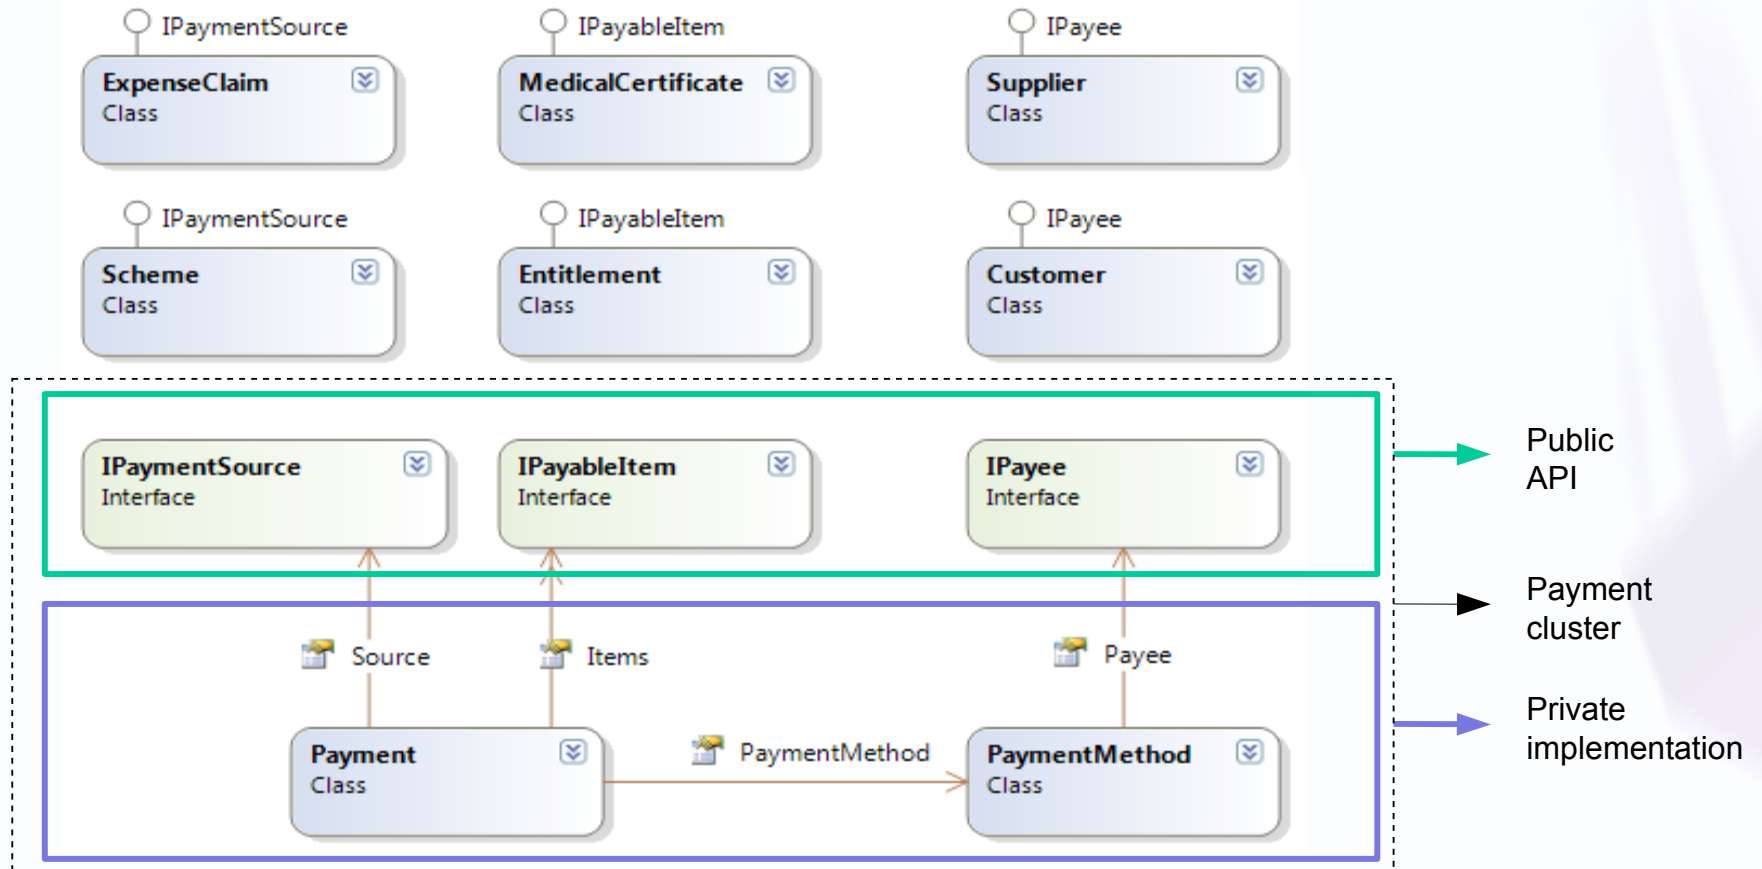 IPaymentSource
IPayableItem
IPayee
ExpenseClaim
Class
MedicalCertificate
Class
Supplier
Class
IPaymentSource
IPayableItem
IPayee
Scheme
Class
Entitlement
Class
Customer
Class
IPaymentSource
Interface
IPayableItem
Interface
IPayee
Interface
Public
API
Payment
cluster
Source
Items
Payee
Private
implementation
Payment
Class
PaymentMethod
PaymentMethod
Class